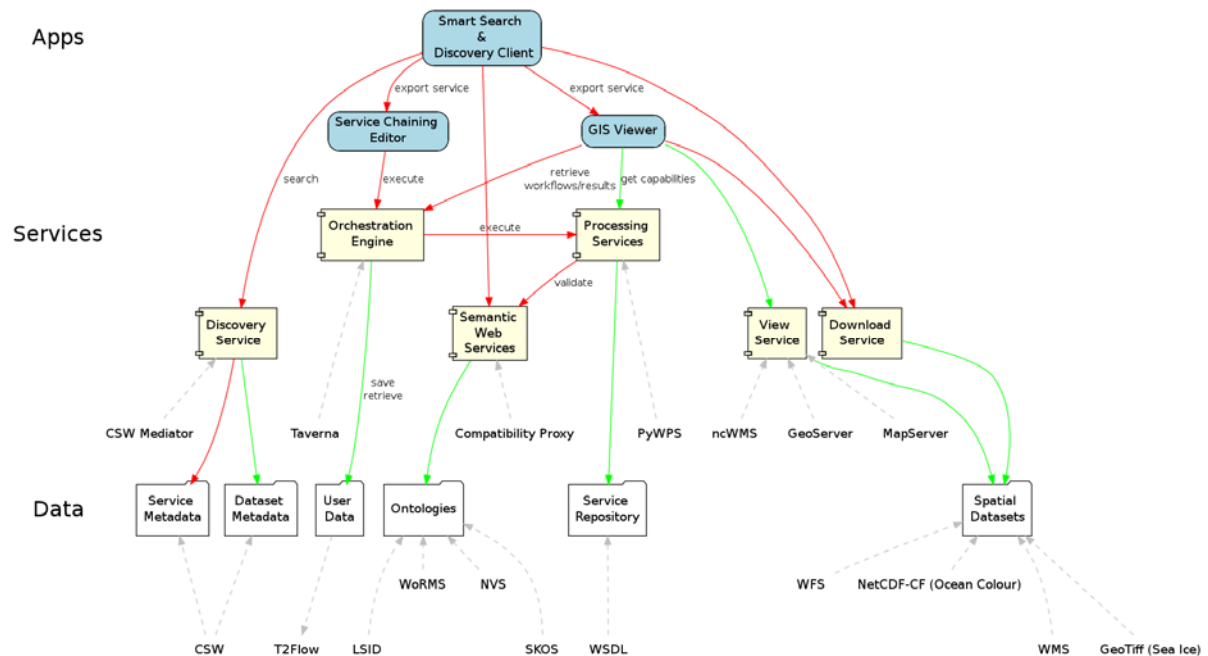 Apps
Smart Search
&
Discovery Client
export service
export service
Service Chaining
Editor
GIS Viewer
search
execute
retrieve
workflows/results
get capabilities
Services
Orchestration
Engine
execute
Processing
Services
validate
Discovery
Service
Semantic
Web
Services
View
Service
Download
Service
save
retrieve
CSW Mediator
Taverna
Compatibility Proxy
PyWPS
ncWMS
GeoServer
MapServer
Data
Service
Metadata
Dataset
Metadata
User
Data
Ontologies
Service
Repository
Spatial
Datasets
WoRMS
NVS
WFS
NetCDF-CF (Ocean Colour)
CSW
T2Flow
LSID
SKOS
WSDL
WMS
GeoTiff (Sea Ice)